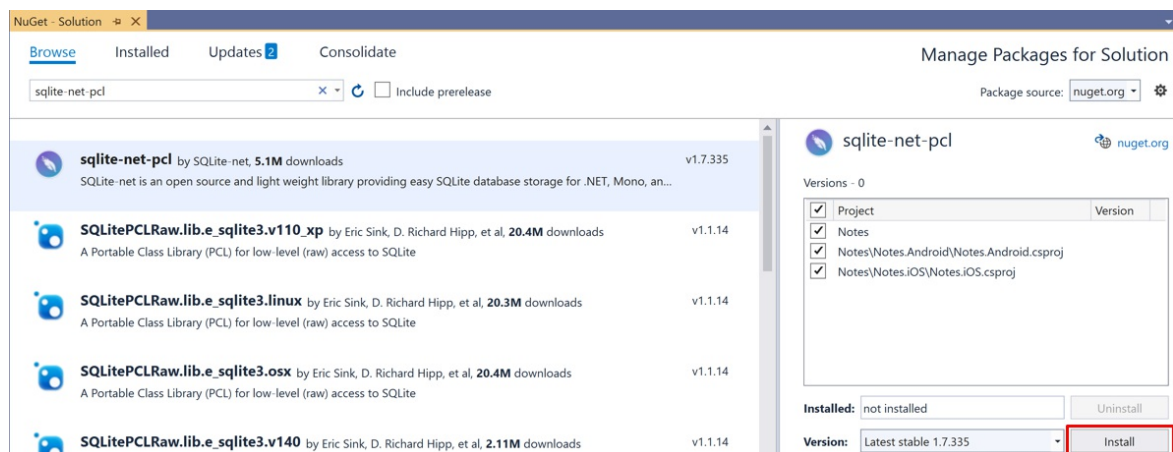 NuGet - Solution
Browse Installed Updates 2 Consolidate
Manage Packages for Solution
sqlite-net-pcl
Include prerelease
Package source: nuget.org
sqlite-net-pcl by SQLite-net, 5.1M downloads v1.7.335
SQLite-net is an open source and light weight library providing easy SQLite database storage for .NET, Mono, an...
SQLitePCLRaw.lib.e_sqlite3.v110_xp by Eric Sink, D. Richard Hipp, et al, 20.4M downloads v1.1.14
A Portable Class Library (PCL) for low-level (raw) access to SQLite
SQLitePCLRaw.lib.e_sqlite3.linux by Eric Sink, D. Richard Hipp, et al, 20.3M downloads v1.1.14
A Portable Class Library (PCL) for low-level (raw) access to SQLite
SQLitePCLRaw.lib.e_sqlite3.osx by Eric Sink, D. Richard Hipp, et al, 20.4M downloads v1.1.14
A Portable Class Library (PCL) for low-level (raw) access to SQLite
SQLitePCLRaw.lib.e_sqlite3.v140 by Eric Sink, D. Richard Hipp, et al, 2.11M downloads v1.1.14
sqlite-net-pcl nuget.org
Versions - 0
Project Version
Notes
Notes\Notes.Android\Notes.Android.csproj
Notes\Notes.iOS\Notes.iOS.csproj
Installed: not installed Uninstall
Version: Latest stable 1.7.335 Install